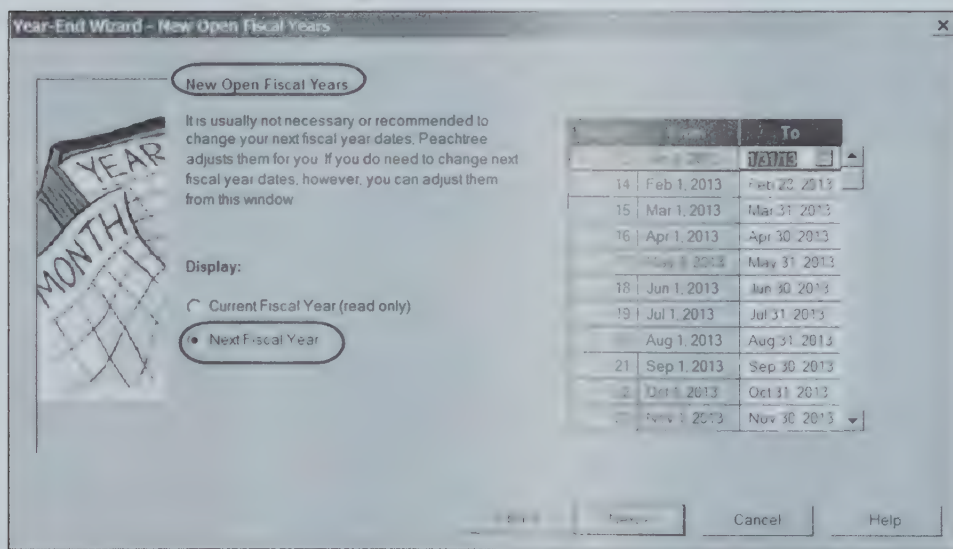 Year-End Wizard - New Open Fiscal Years
New Open Fiscal Years
It is usually not necessary or recommended to
change your next fiscal year dates, Peachtree
adjusts them for you. If you do need to change next
fiscal year dates, however, you can adjust them
from this window
YEAR
MONTH
Display:
Current Fiscal Year (read only)
Next Fiscal Year
To
1/31/13
14 Feb 1, 2013 Feb 2013
15 Mar 1, 2013 Mar 31 2013
16 Apr 1, 2013 Apr 30 2013
May 1 2013 May 31 2013
18 Jun 1, 2013 Jun 30 2013
19 Jul 1, 2013 Jul 31 2013
Aug 1, 2013 Aug 31 2013
21 Sep 1, 2013 Sep 30 2013
Oct 1, 2013 Oct 31 2013
Nov 1 2013 Nov 30 2013
Cancel Help